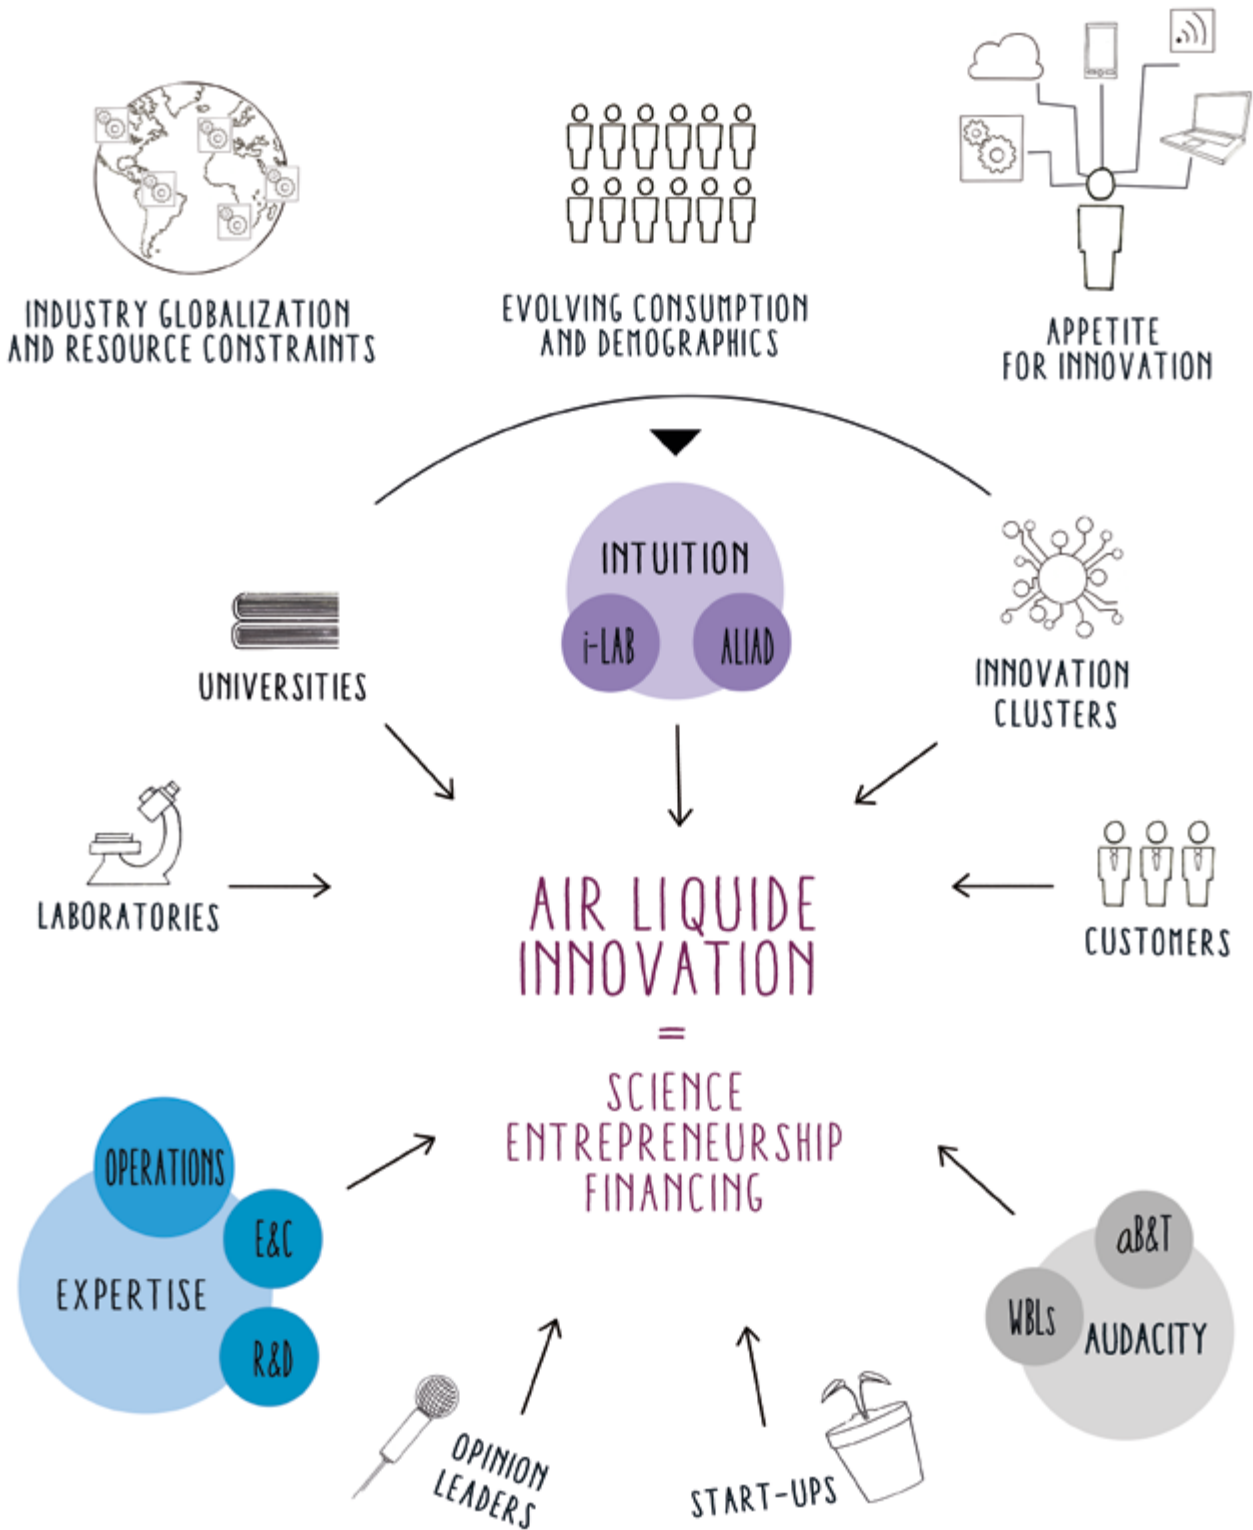 INDUSTRY GLOBALIZATION
AND RESOURCE CONSTRAINTS
EVOLVING CONSUMPTION
AND DEMOGRAPHICS
APPETITE
FOR INNOVATION
INTUITION
i-LAB
ALIAD
UNIVERSITIES
INNOVATION
CLUSTERS
LABORATORIES
CUSTOMERS
AIR LIQUIDE
INNOVATION
=
SCIENCE
ENTREPRENEURSHIP
FINANCING
OPERATIONS
E&C
EXPERTISE
R&D
aB&T
WBLs
AUDACITY
OPINION
LEADERS
START-UPS